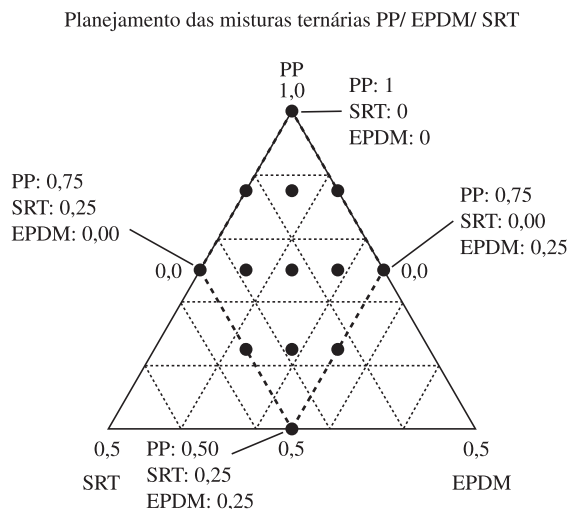 Planejamento das misturas ternárias PP/ EPDM/ SRT
PP
1,0
PP: 1
SRT: 0
EPDM: 0
PP: 0,75
SRT: 0,25
EPDM: 0,00
PP: 0,75
SRT: 0,00
EPDM: 0,25
0,0
0,0
0,5
PP: 0,50
SRT: 0,25
EPDM: 0,25
0,5
0,5
SRT
EPDM